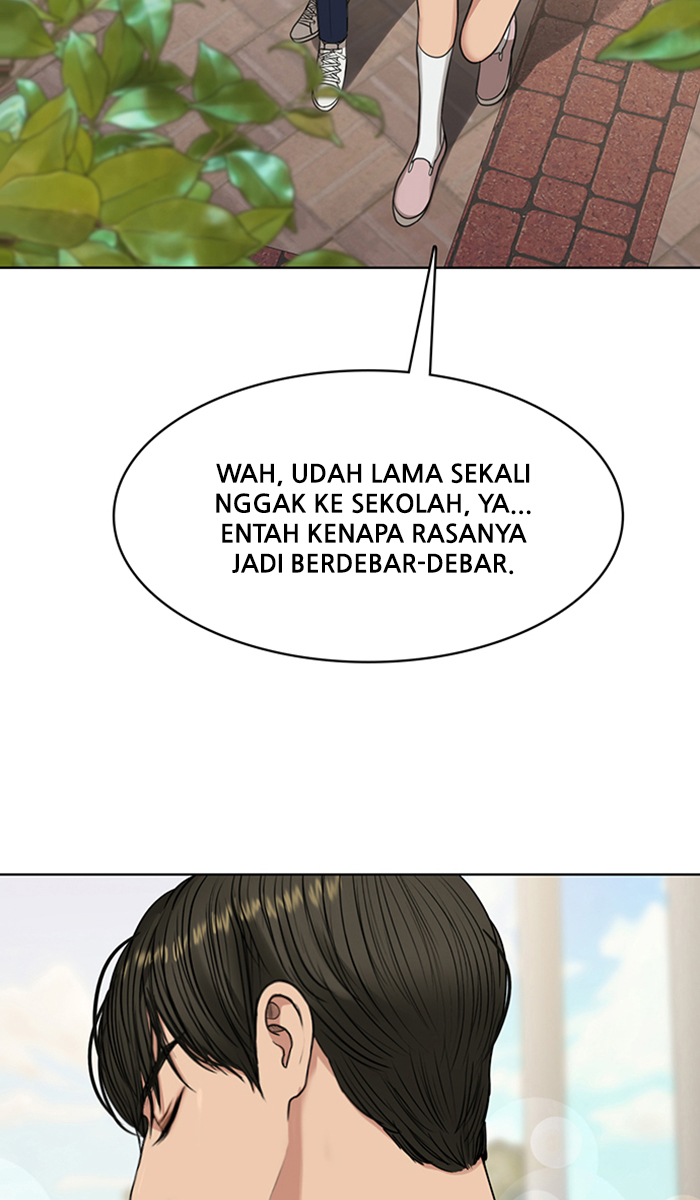 WAH, UDAH LAMA SEKALI
NGGAK KE SEKOLAH, YA...
ENTAH KENAPA RASANYA
JADI BERDEBAR-DEBAR.